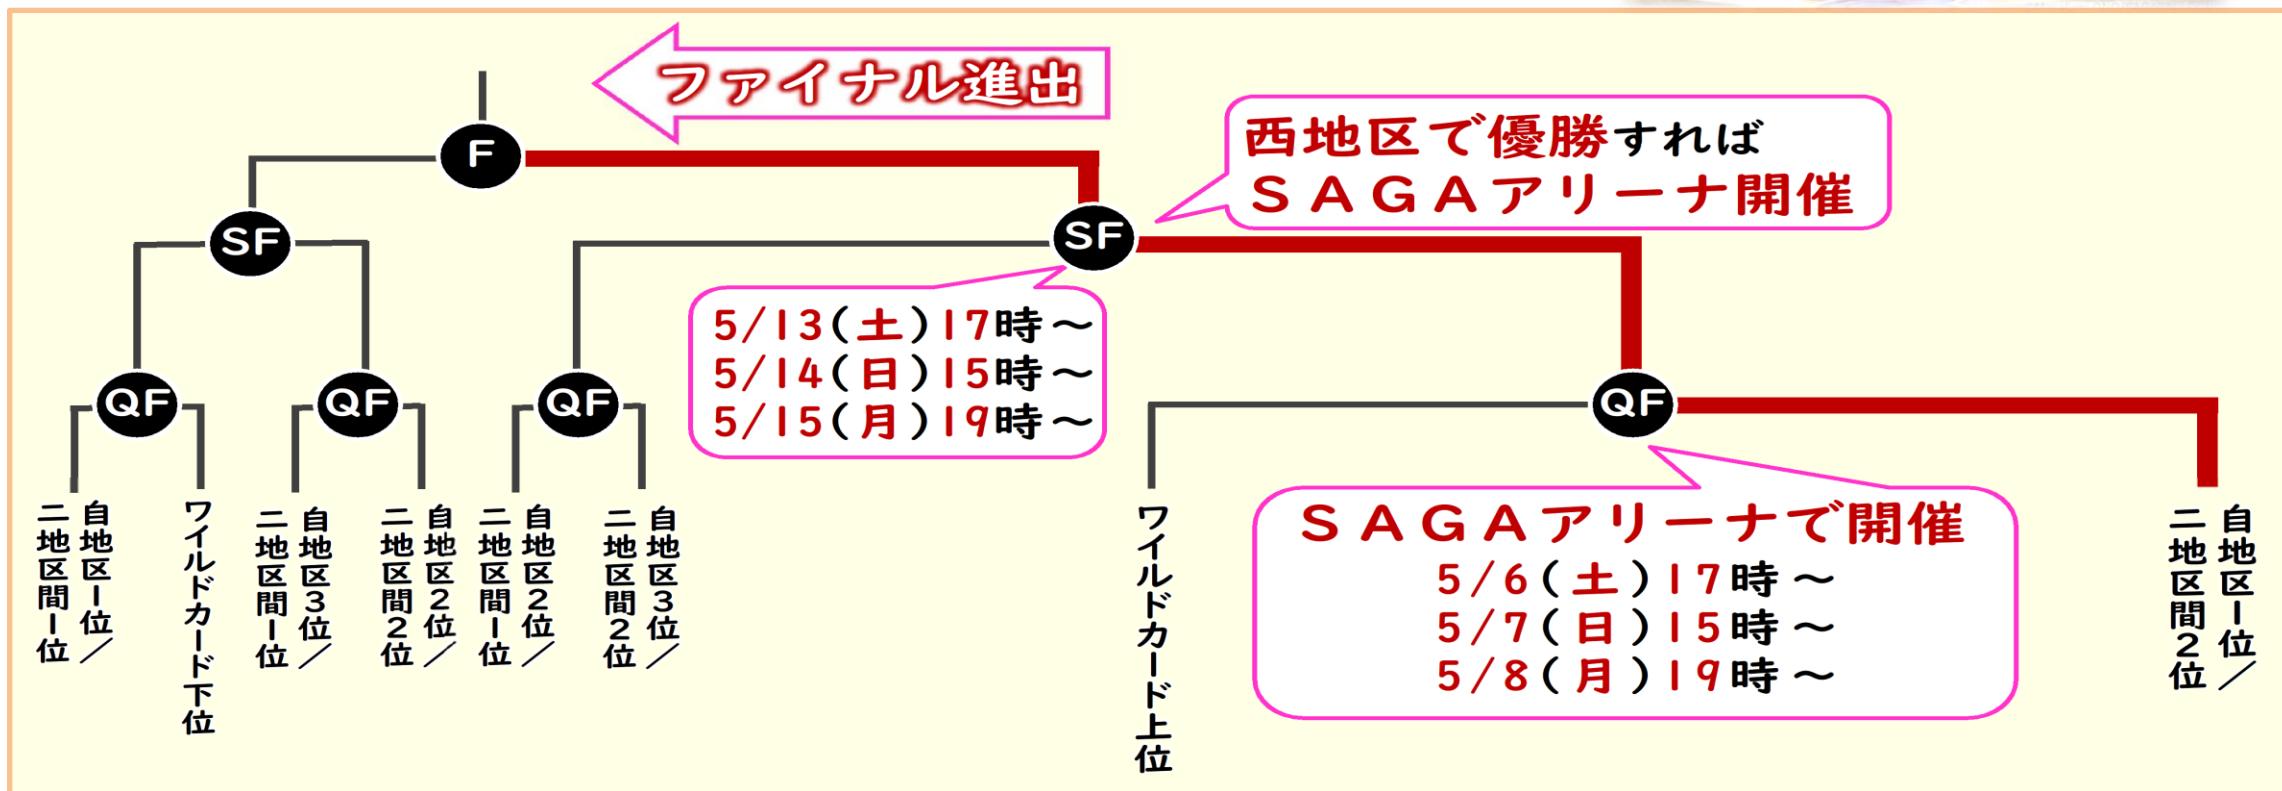 ファイナル進出
F
西地区で優勝すれば
SAGAアリーナ開催
SF
SF
5/13(土)17時～
5/14(日)15時～
5/15(月)19時～
QF
QF
QF
QF
SAGAアリーナで開催
5/6(土)17時～
5/7(日)15時～
5/8(月)19時～
自地区1位／
二地区間1位
ワイルドカード下位
自地区3位／
二地区間1位
自地区2位／
二地区間2位
自地区2位／
二地区間1位
自地区3位／
二地区間2位
ワイルドカード上位
自地区1位／
二地区間2位